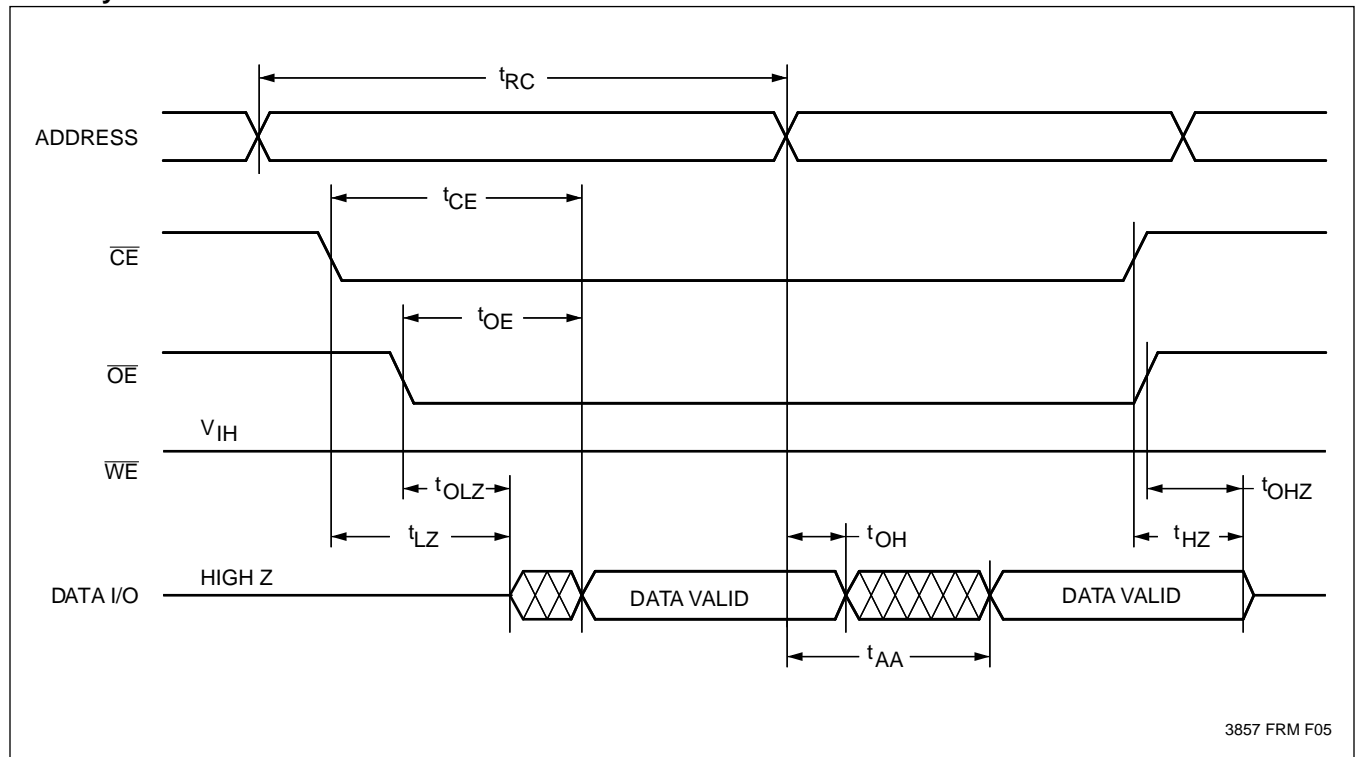 tRC
ADDRESS
tCE
CE
tOE
OE
VIH
WE
tOLZ
tOHZ
tLZ
tOH
tHZ
HIGH Z
DATA I/O
DATA VALID
DATA VALID
tAA
3857 FRM F05